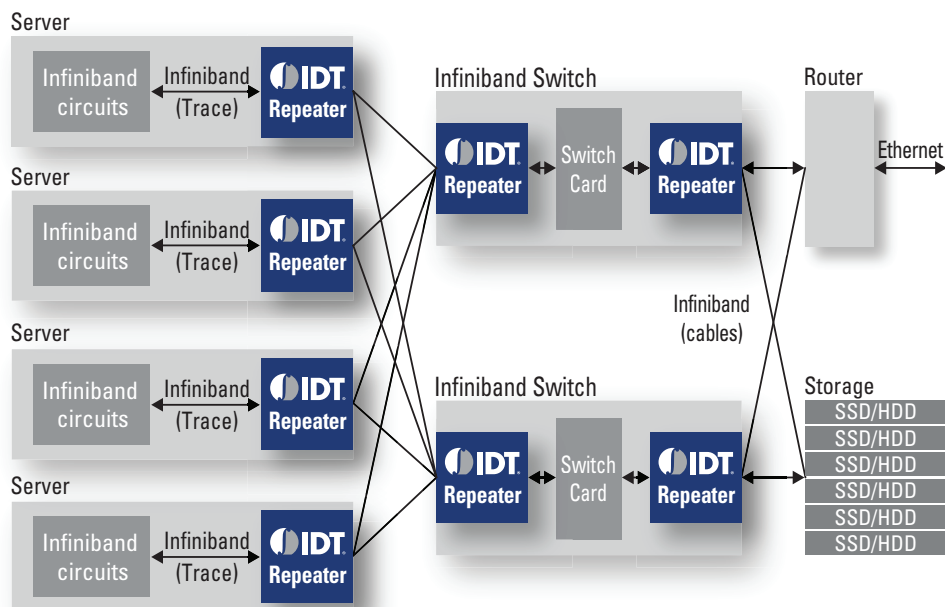 Server
Infiniband
circuits
Infiniband
(Trace)
IDT.
Repeater
Server
Infiniband
circuits
Infiniband
(Trace)
IDT.
Repeater
Server
Infiniband
circuits
Infiniband
(Trace)
IDT.
Repeater
Server
Infiniband
circuits
Infiniband
(Trace)
IDT.
Repeater
Infiniband Switch
IDT.
Repeater
Switch
Card
IDT.
Repeater
Infiniband Switch
IDT.
Repeater
Switch
Card
IDT.
Repeater
Infiniband
(cables)
Router
Ethernet
Storage
SSD/HDD
SSD/HDD
SSD/HDD
SSD/HDD
SSD/HDD
SSD/HDD